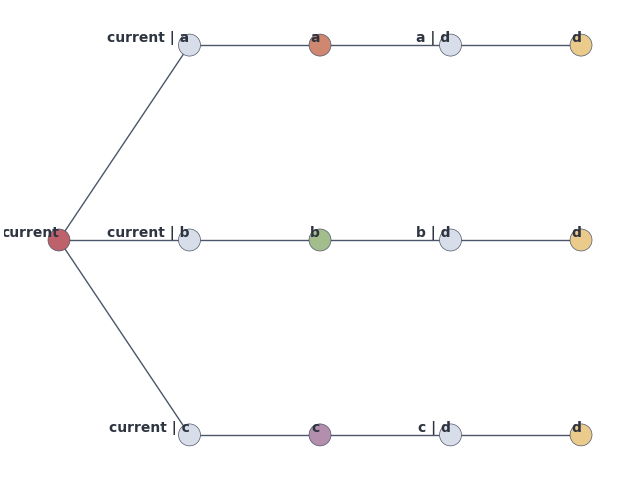 current | a
a
a | d
d
current
current | b
b
b | d
d
current | c
c
c | d
d